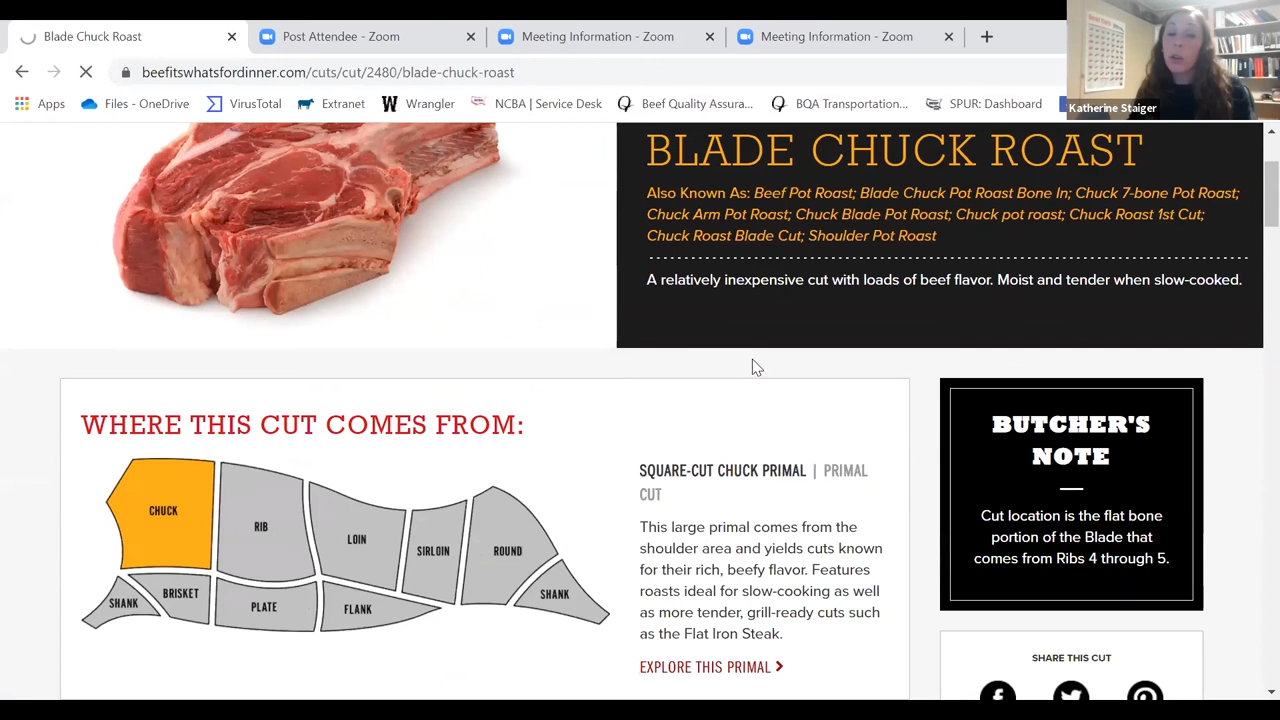 Blade Chuck Roast
Post Attendee - Zoom
Meeting Information - Zoom
Meeting Information - Zoom
beefitswhatsfordinner.com/cuts/cut/2480/blade-chuck-roast
Apps
Files - OneDrive
VirusTotal
Extranet
Wrangler
NCBA | Service Desk
Beef Quality Assura...
BQA Transportation...
SPUR: Dashboard
Katherine Staiger
BLADE CHUCK ROAST
Also Known As: Beef Pot Roast; Blade Chuck Pot Roast Bone In; Chuck 7-bone Pot Roast;
Chuck Arm Pot Roast; Chuck Blade Pot Roast; Chuck pot roast; Chuck Roast 1st Cut;
Chuck Roast Blade Cut; Shoulder Pot Roast
A relatively inexpensive cut with loads of beef flavor. Moist and tender when slow-cooked.
WHERE THIS CUT COMES FROM:
CHUCK
RIB
LOIN
SIRLOIN
ROUND
SHANK
BRISKET
PLATE
FLANK
SHANK
SQUARE-CUT CHUCK PRIMAL | PRIMAL
CUT
This large primal comes from the
shoulder area and yields cuts known
for their rich, beefy flavor. Features
roasts ideal for slow-cooking as well
as more tender, grill-ready cuts such
as the Flat Iron Steak.
EXPLORE THIS PRIMAL
BUTCHER'S
NOTE
Cut location is the flat bone
portion of the Blade that
comes from Ribs 4 through 5.
SHARE THIS CUT